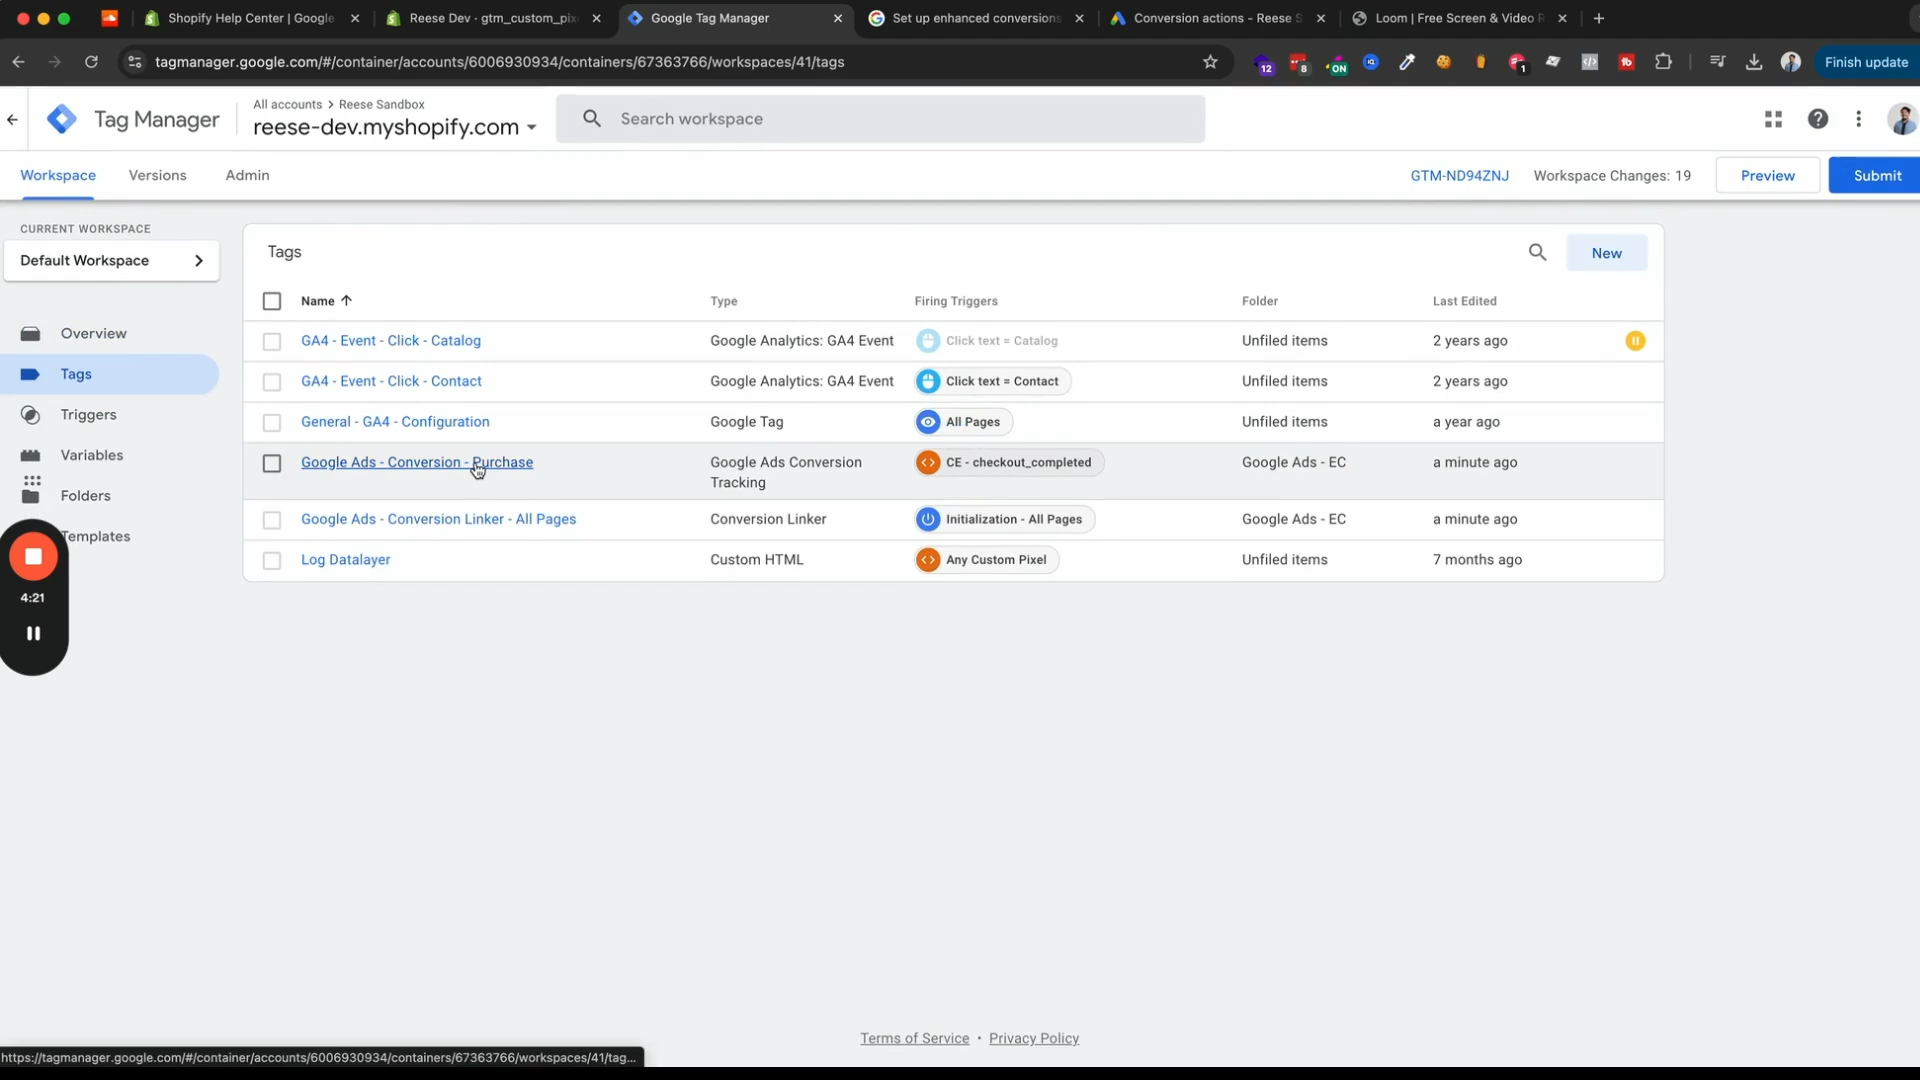 Shopify Help Center | Google
Reese Dev · gtm_custom_pix
Google Tag Manager
Set up enhanced conversions
Conversion actions - Reese S
Loom | Free Screen & Video R
tagmanager.google.com/#/container/accounts/6006930934/containers/67363766/workspaces/41/tags
12
8
ON
1
Finish update
Tag Manager
All accounts > Reese Sandbox
reese-dev.myshopify.com
Search workspace
Workspace
Versions
Admin
GTM-ND94ZNJ
Workspace Changes: 19
Preview
Submit
CURRENT WORKSPACE
Default Workspace
Overview
Tags
Triggers
Variables
Folders
Templates
4:21
Tags
New
Name Type Firing Triggers Folder Last Edited
GA4 - Event - Click - Catalog Google Analytics: GA4 Event Click text = Catalog Unfiled items 2 years ago
GA4 - Event - Click - Contact Google Analytics: GA4 Event Click text = Contact Unfiled items 2 years ago
General - GA4 - Configuration Google Tag All Pages Unfiled items a year ago
Google Ads - Conversion - Purchase Google Ads Conversion Tracking CE - checkout_completed Google Ads - EC a minute ago
Google Ads - Conversion Linker - All Pages Conversion Linker Initialization - All Pages Google Ads - EC a minute ago
Log Datalayer Custom HTML Any Custom Pixel Unfiled items 7 months ago
Terms of Service · Privacy Policy
https://tagmanager.google.com/#/container/accounts/6006930934/containers/67363766/workspaces/41/tag...